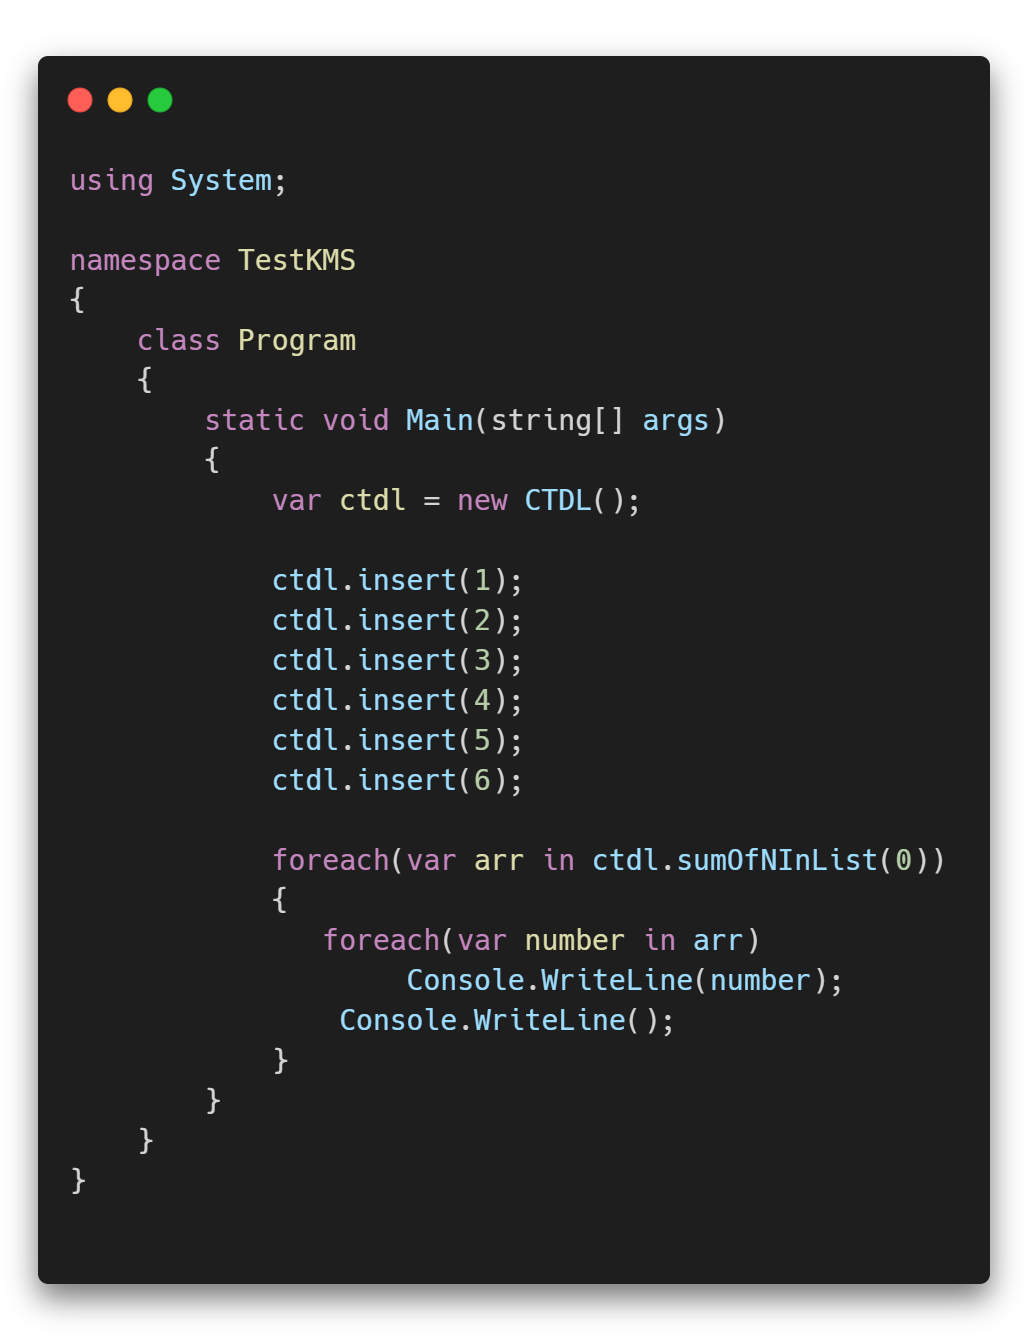 using System;

namespace TestKMS
{
    class Program
    {
        static void Main(string[] args)
        {
            var ctdl = new CTDL();

            ctdl.insert(1);
            ctdl.insert(2);
            ctdl.insert(3);
            ctdl.insert(4);
            ctdl.insert(5);
            ctdl.insert(6);

            foreach(var arr in ctdl.sumOfNInList(0))
            {
               foreach(var number in arr)
                    Console.WriteLine(number);
                Console.WriteLine();
            }
        }
    }
}